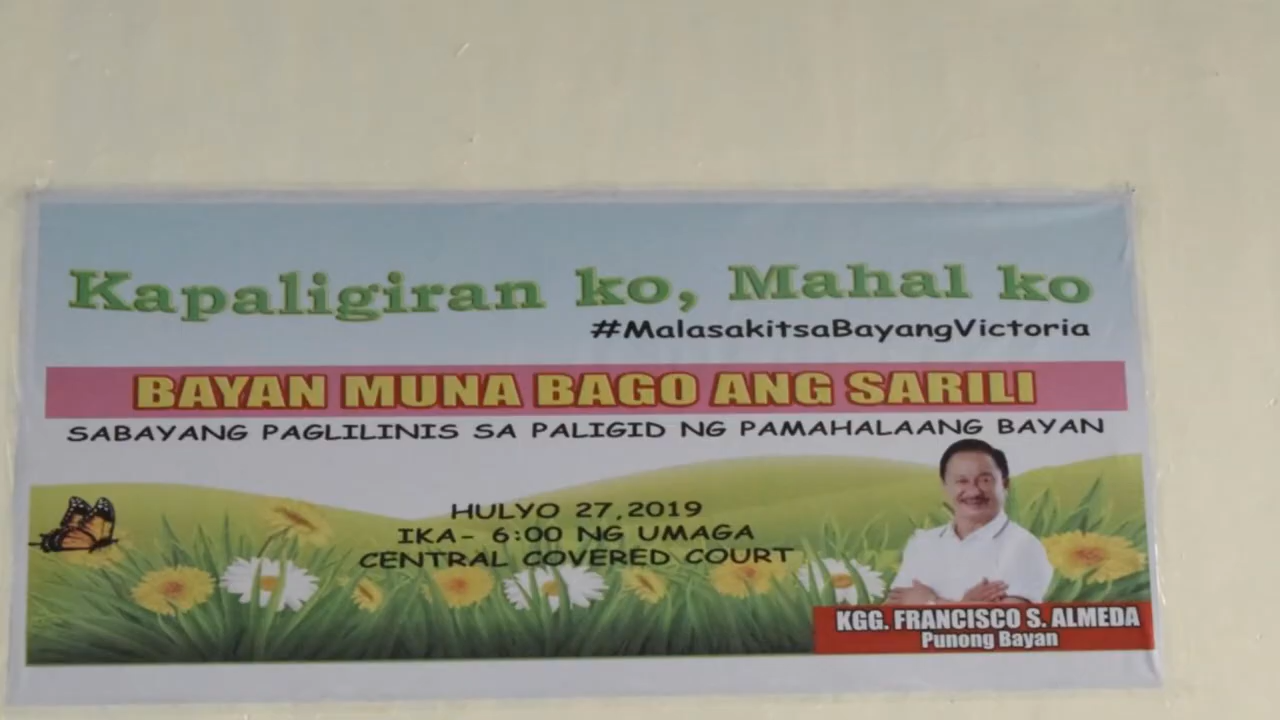 Kapaligiran ko, Mahal ko
#MalasakitsaBayangVictoria
BAYAN MUNA BAGO ANG SARILI
SABAYANG PAGLILINIS SA PALIGID NG PAMAHALAANG BAYAN
HULYO 27,2019
IKA- 6:00 NG UMAGA
CENTRAL COVERED COURT
KGG. FRANCISCO S. ALMEDA
Punong Bayan